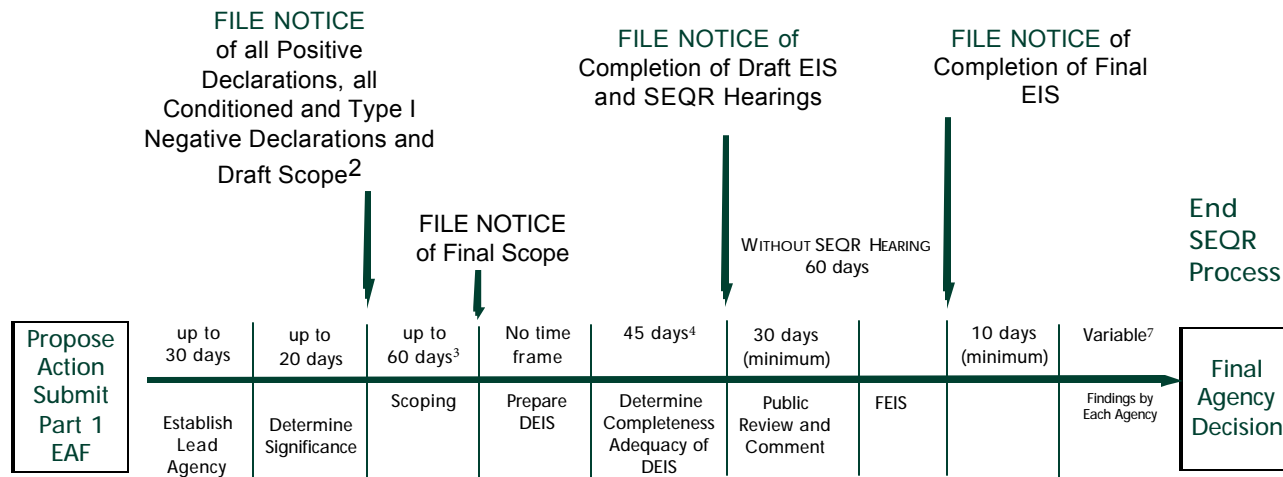 FILE NOTICE
of all Positive
Declarations, all
Conditioned and Type I
Negative Declarations and
Draft Scope2
FILE NOTICE
of Final Scope
FILE NOTICE of
Completion of Draft EIS
and SEQR Hearings
FILE NOTICE of
Completion of Final
EIS
WITHOUT SEQR HEARING
60 days
End
SEQR
Process
Propose
Action
Submit
Part 1
EAF
up to
30 days
up to
20 days
up to
60 days3
No time
frame
45 days4
30 days
(minimum)
10 days
(minimum)
Variable7
Establish
Lead
Agency
Determine
Significance
Scoping
Prepare
DEIS
Determine
Completeness
Adequacy of
DEIS
Public
Review and
Comment
FEIS
Findings by
Each Agency
Final
Agency
Decision